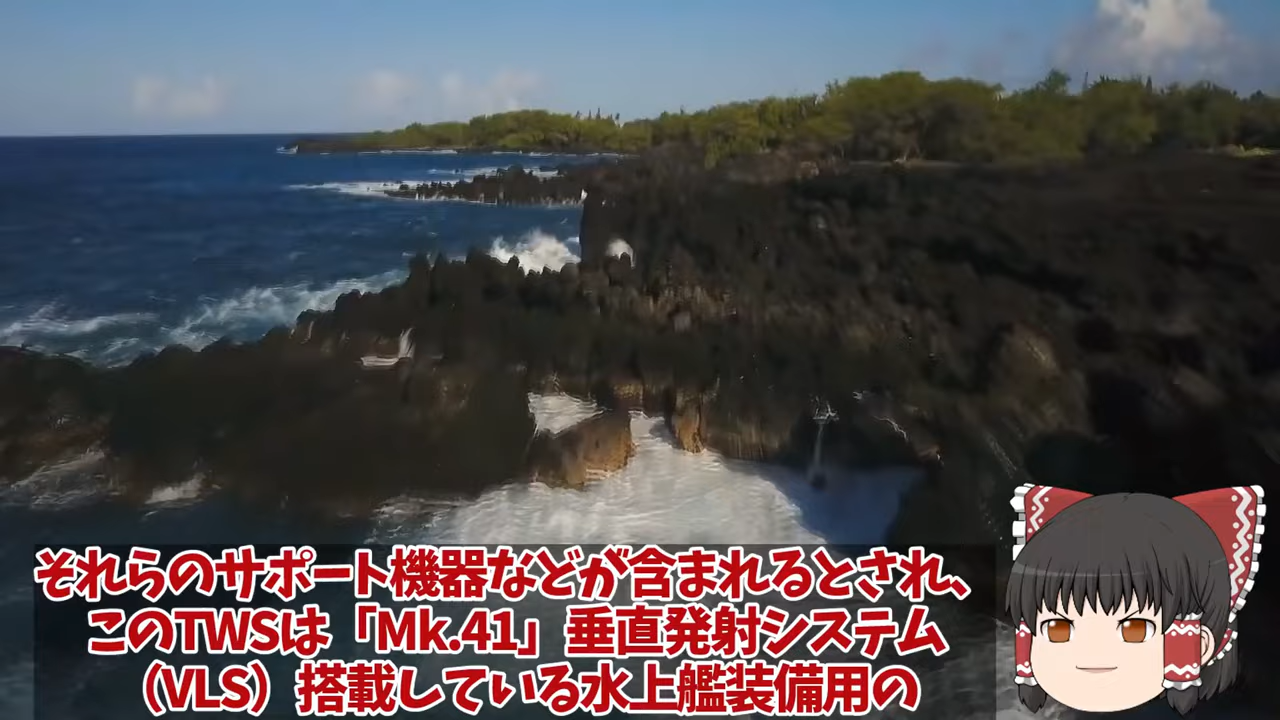 それらのサポート機器などが含まれるとされ、
このTWSは「Mk.41」垂直発射システム
（VLS）搭載している水上艦装備用の